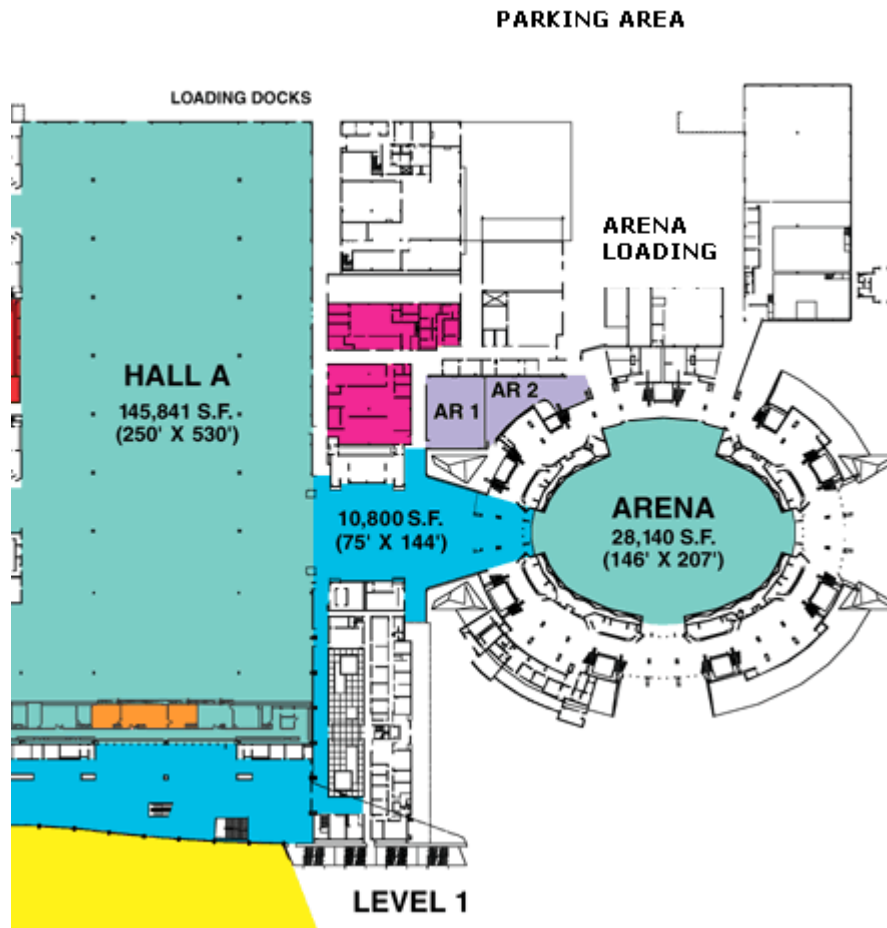 PARKING AREA
LOADING DOCKS
ARENA
LOADING
HALL A
145,841 S.F.
(250' X 530')
AR 1
AR 2
10,800 S.F.
(75' X 144')
ARENA
28,140 S.F.
(146' X 207')
LEVEL 1